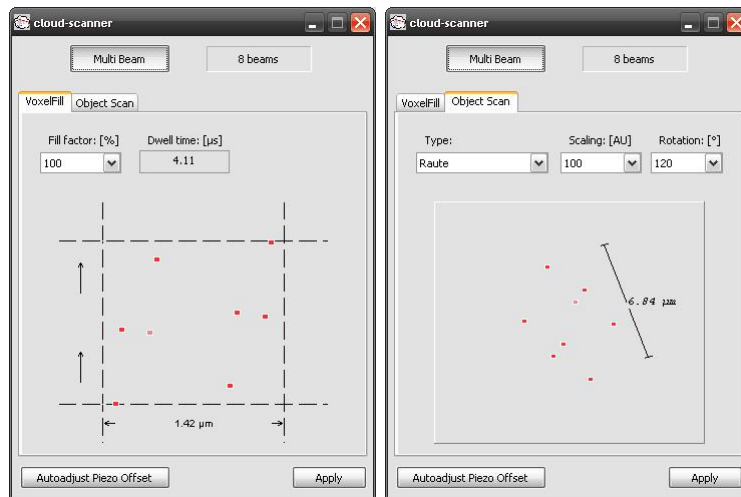 cloud-scanner
Multi Beam
8 beams
VoxelFill
Object Scan
Fill factor: [%]
Dwell time: [µs]
100
4.11
1.42 µm
Autoadjust Piezo Offset
Apply
cloud-scanner
Multi Beam
8 beams
VoxelFill
Object Scan
Type:
Scaling: [AU]
Rotation: [°]
Raute
100
120
6.84 µm
Autoadjust Piezo Offset
Apply